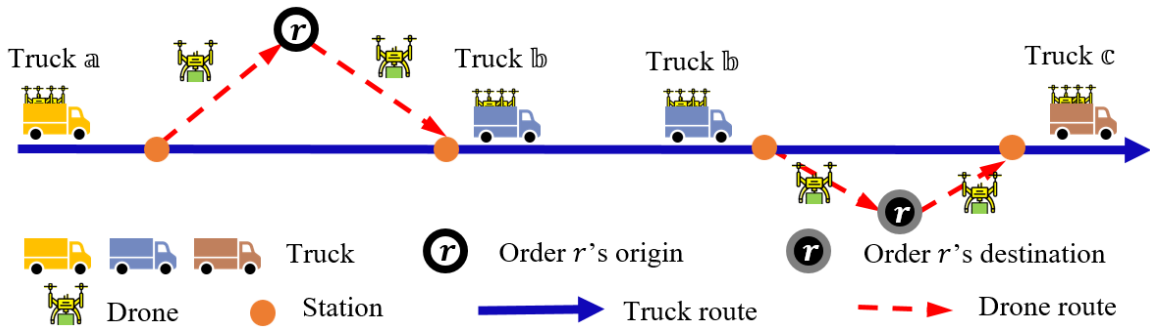 Truck 𝕒
Truck 𝕓
Truck 𝕓
Truck 𝕔
r
r
Truck
r
Order r's origin
r
Order r's destination
Drone
Station
Truck route
Drone route